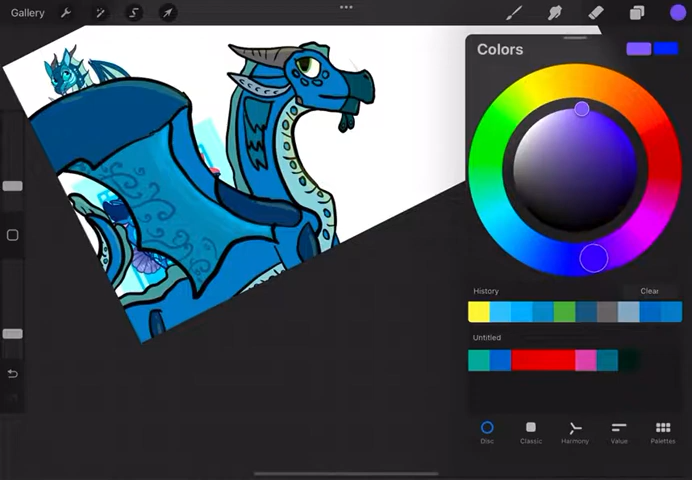 Gallery
Colors
History
Clear
Untitled
Disc
Classic
Harmony
Value
Palettes